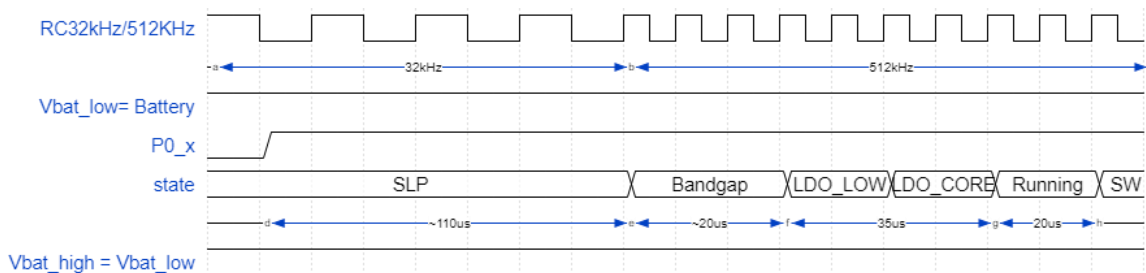 RC32kHz/512KHz
a 32kHz b 512kHz
Vbat_low= Battery
P0_x
state SLP Bandgap LDO_LOW LDO_CORE Running SW
d ~110us e ~20us f 35us g 20us h
Vbat_high = Vbat_low